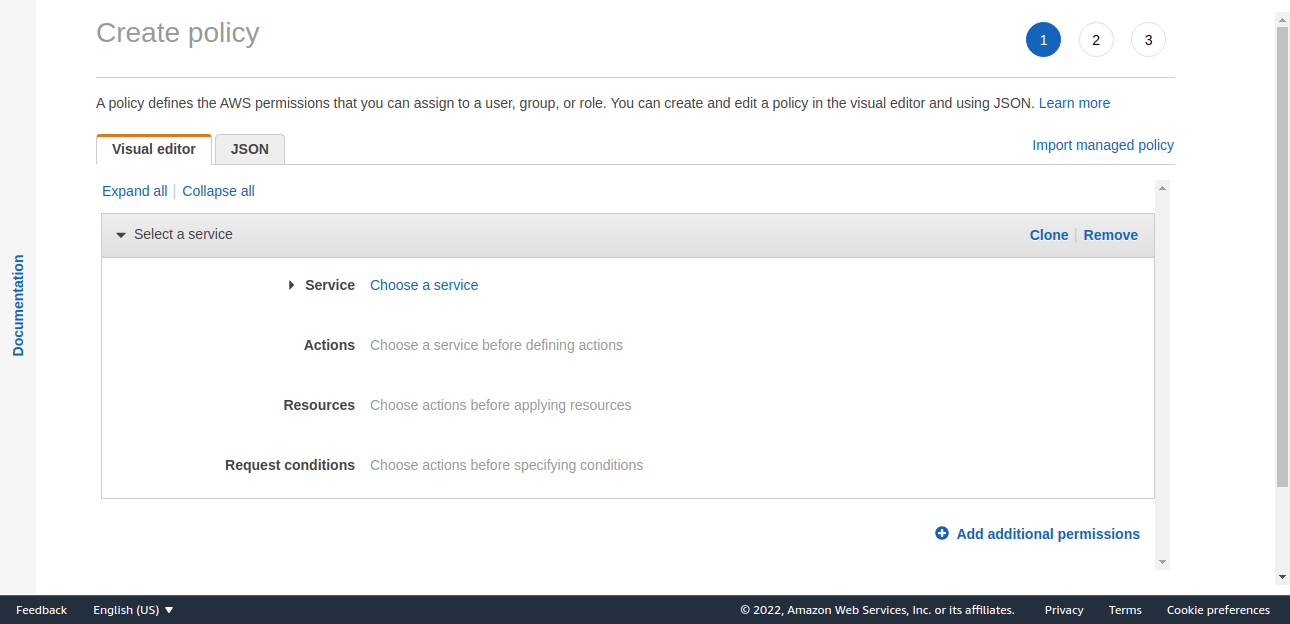 Create policy
1 2 3
A policy defines the AWS permissions that you can assign to a user, group, or role. You can create and edit a policy in the visual editor and using JSON. Learn more
Visual editor JSON
Import managed policy
Expand all | Collapse all
Select a service
Clone | Remove
Service Choose a service
Actions Choose a service before defining actions
Resources Choose actions before applying resources
Request conditions Choose actions before specifying conditions
Add additional permissions
Documentation
Feedback English (US) © 2022, Amazon Web Services, Inc. or its affiliates. Privacy Terms Cookie preferences